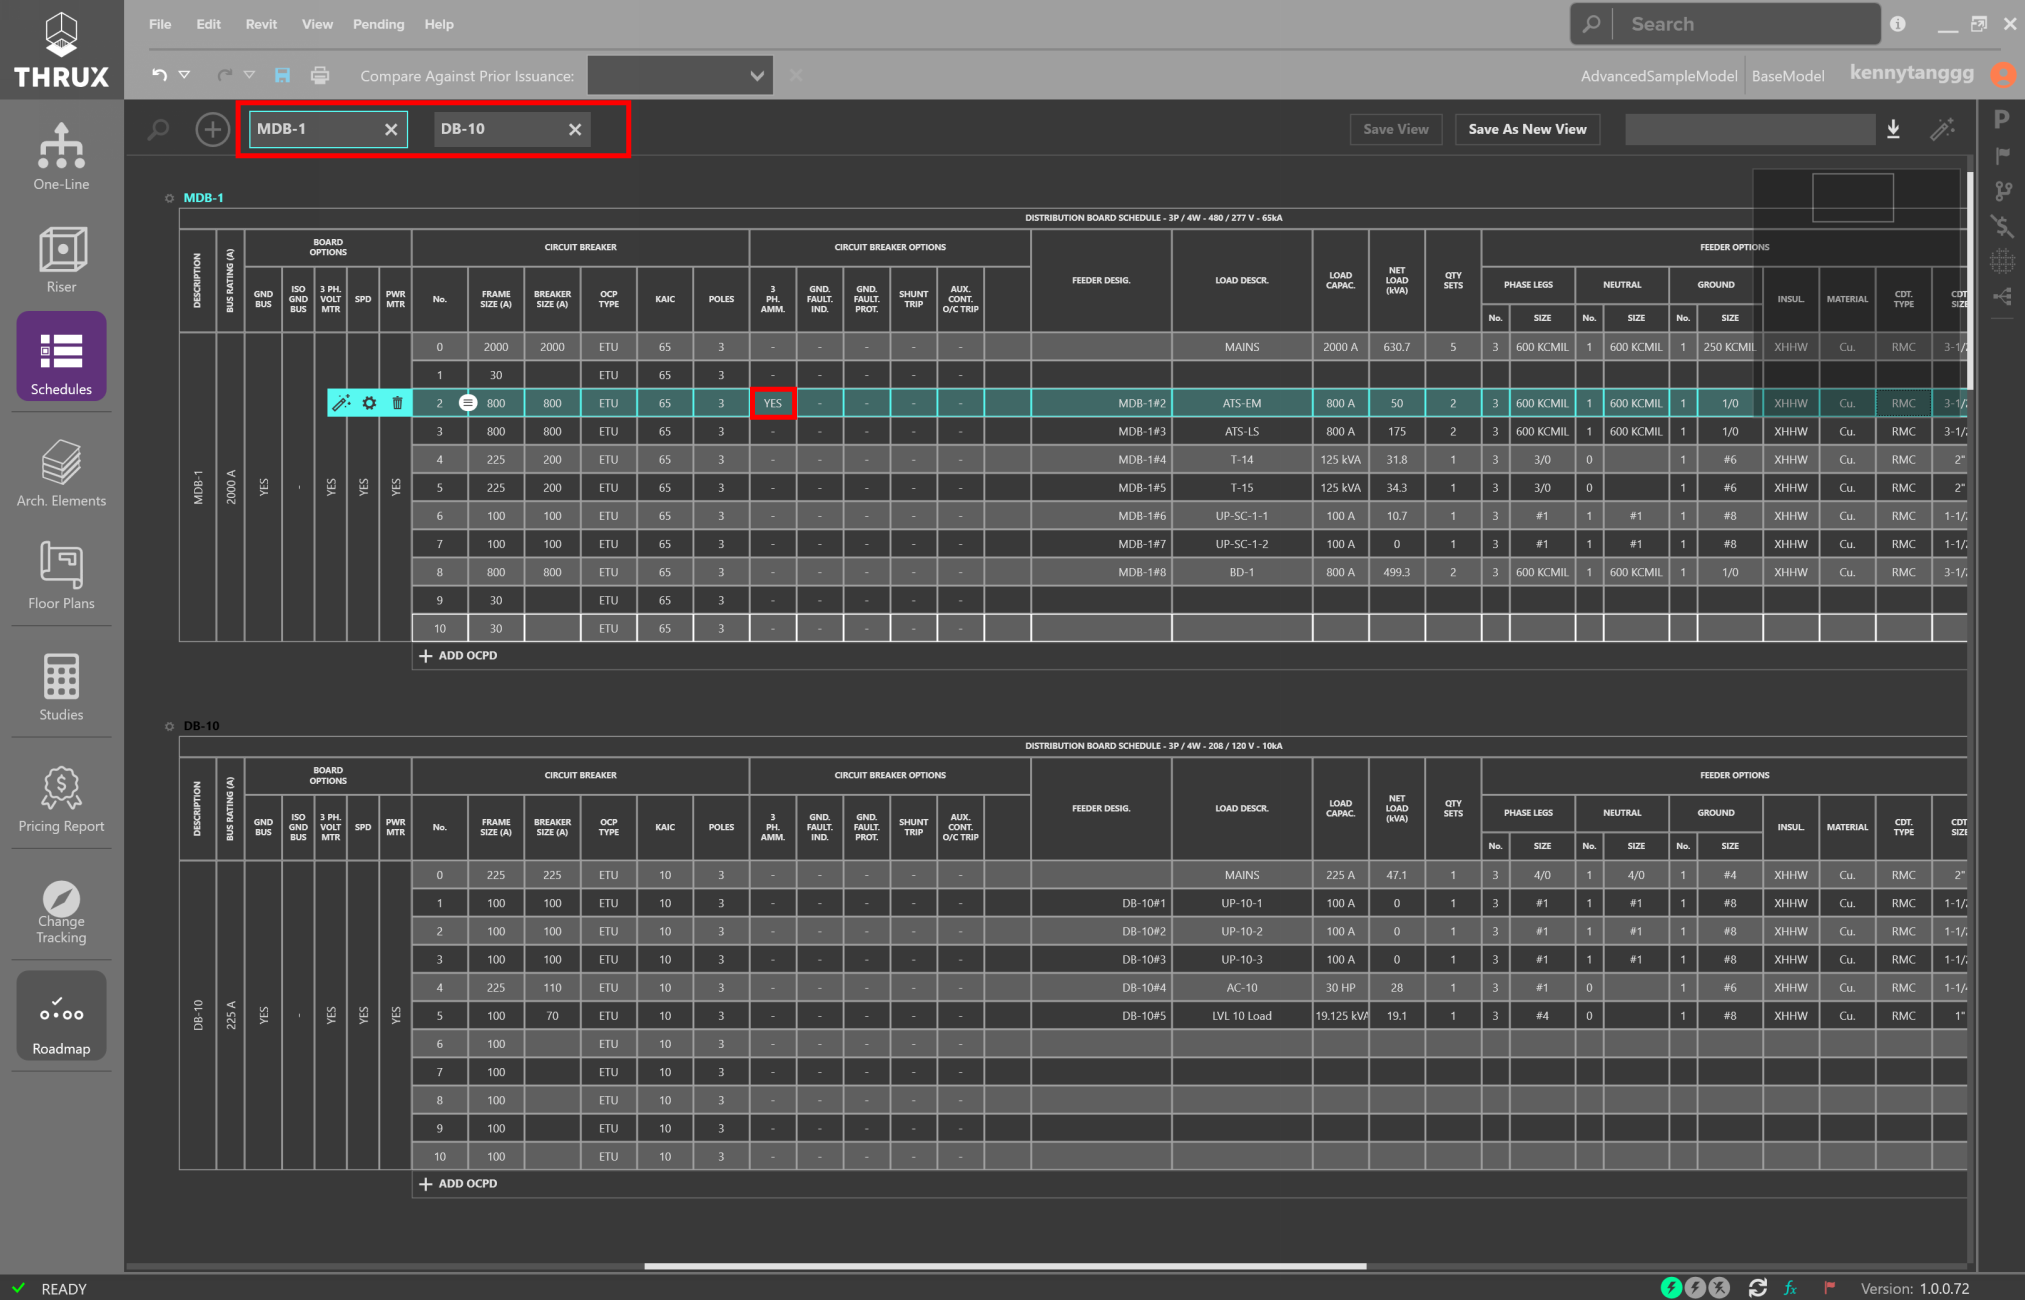 THRUX
File Edit Revit View Pending Help
Search
Compare Against Prior Issuance:
AdvancedSampleModel BaseModel kennytanggg
MDB-1 DB-10
Save View Save As New View
One-Line
Riser
Schedules
Arch. Elements
Floor Plans
Studies
Pricing Report
Change
Tracking
Roadmap
P
MDB-1
DISTRIBUTION BOARD SCHEDULE - 3P / 4W - 480 / 277 V - 65kA
DESCRIPTION BUS RATING (A) BOARD OPTIONS CIRCUIT BREAKER CIRCUIT BREAKER OPTIONS FEEDER DESIG. LOAD DESCR. LOAD CAPAC. NET LOAD (kVA) QTY SETS FEEDER OPTIONS
GND BUS ISO GND BUS 3 PH. VOLT MTR SPD PWR MTR No. FRAME SIZE (A) BREAKER SIZE (A) OCP TYPE KAIC POLES 3 PH. AMM. GND. FAULT. IND. GND. FAULT. PROT. SHUNT TRIP AUX. CONT. O/C TRIP PHASE LEGS NEUTRAL GROUND INSUL. MATERIAL CDT. TYPE CDT SIZE
No. SIZE No. SIZE No. SIZE
MDB-1 2000 A YES - YES YES YES
0 2000 2000 ETU 65 3 - - - - - MAINS 2000 A 630.7 5 3 600 KCMIL 1 600 KCMIL 1 250 KCMIL XHHW Cu. RMC 3-1/2
1 30 ETU 65 3 - - - - -
2 800 800 ETU 65 3 YES - - - - MDB-1#2 ATS-EM 800 A 50 2 3 600 KCMIL 1 600 KCMIL 1 1/0 XHHW Cu. RMC 3-1/2
3 800 800 ETU 65 3 - - - - - MDB-1#3 ATS-LS 800 A 175 2 3 600 KCMIL 1 600 KCMIL 1 1/0 XHHW Cu. RMC 3-1/2
4 225 200 ETU 65 3 - - - - - MDB-1#4 T-14 125 kVA 31.8 1 3 3/0 0 1 #6 XHHW Cu. RMC 2"
5 225 200 ETU 65 3 - - - - - MDB-1#5 T-15 125 kVA 34.3 1 3 3/0 0 1 #6 XHHW Cu. RMC 2"
6 100 100 ETU 65 3 - - - - - MDB-1#6 UP-SC-1-1 100 A 10.7 1 3 #1 1 #1 1 #8 XHHW Cu. RMC 1-1/2
7 100 100 ETU 65 3 - - - - - MDB-1#7 UP-SC-1-2 100 A 0 1 3 #1 1 #1 1 #8 XHHW Cu. RMC 1-1/2
8 800 800 ETU 65 3 - - - - - MDB-1#8 BD-1 800 A 499.3 2 3 600 KCMIL 1 600 KCMIL 1 1/0 XHHW Cu. RMC 3-1/2
9 30 ETU 65 3 - - - - -
10 30 ETU 65 3 - - - - -
ADD OCPD
DB-10
DISTRIBUTION BOARD SCHEDULE - 3P / 4W - 208 / 120 V - 10kA
DESCRIPTION BUS RATING (A) BOARD OPTIONS CIRCUIT BREAKER CIRCUIT BREAKER OPTIONS FEEDER DESIG. LOAD DESCR. LOAD CAPAC. NET LOAD (kVA) QTY SETS FEEDER OPTIONS
GND BUS ISO GND BUS 3 PH. VOLT MTR SPD PWR MTR No. FRAME SIZE (A) BREAKER SIZE (A) OCP TYPE KAIC POLES 3 PH. AMM. GND. FAULT. IND. GND. FAULT. PROT. SHUNT TRIP AUX. CONT. O/C TRIP PHASE LEGS NEUTRAL GROUND INSUL. MATERIAL CDT. TYPE CDT SIZE
No. SIZE No. SIZE No. SIZE
DB-10 225 A YES - YES YES YES
0 225 225 ETU 10 3 - - - - - MAINS 225 A 47.1 1 3 4/0 1 4/0 1 #4 XHHW Cu. RMC 2"
1 100 100 ETU 10 3 - - - - - DB-10#1 UP-10-1 100 A 0 1 3 #1 1 #1 1 #8 XHHW Cu. RMC 1-1/2
2 100 100 ETU 10 3 - - - - - DB-10#2 UP-10-2 100 A 0 1 3 #1 1 #1 1 #8 XHHW Cu. RMC 1-1/2
3 100 100 ETU 10 3 - - - - - DB-10#3 UP-10-3 100 A 0 1 3 #1 1 #1 1 #8 XHHW Cu. RMC 1-1/2
4 225 110 ETU 10 3 - - - - - DB-10#4 AC-10 30 HP 28 1 3 #1 0 1 #6 XHHW Cu. RMC 1-1/4
5 100 70 ETU 10 3 - - - - - DB-10#5 LVL 10 Load 19.125 kVA 19.1 1 3 #4 0 1 #8 XHHW Cu. RMC 1"
6 100 ETU 10 3 - - - - -
7 100 ETU 10 3 - - - - -
8 100 ETU 10 3 - - - - -
9 100 ETU 10 3 - - - - -
10 100 ETU 10 3 - - - - -
ADD OCPD
READY
fx
Version: 1.0.0.72